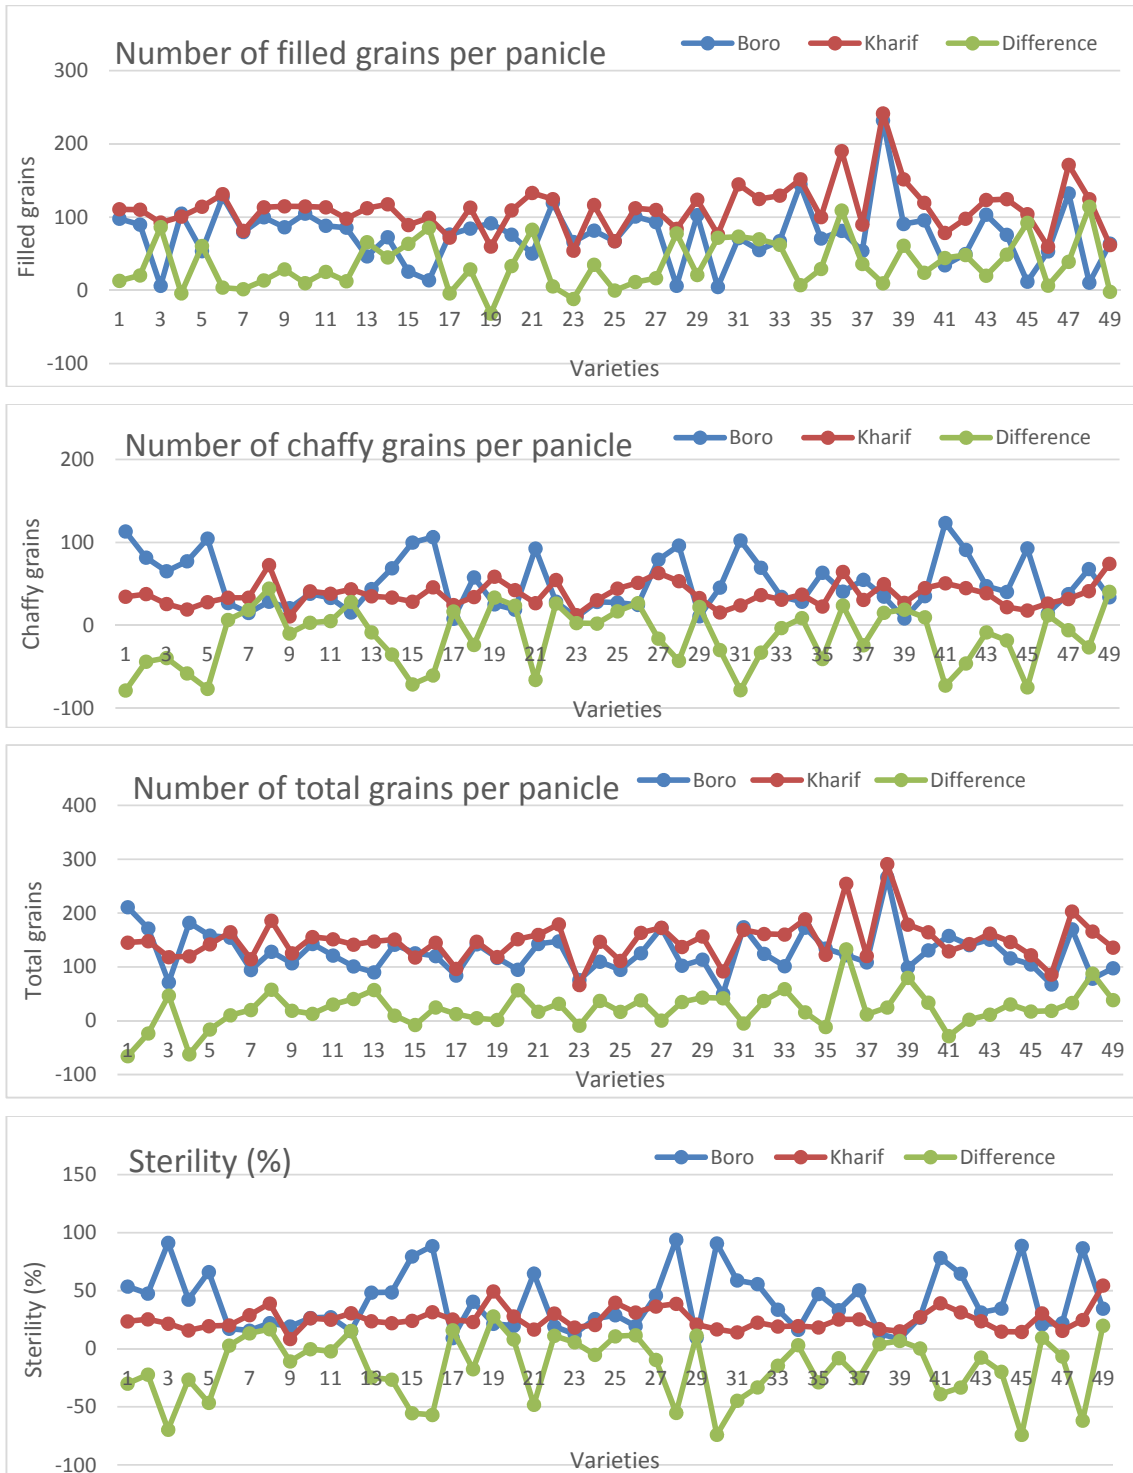 Number of filled grains per panicle
Boro Kharif Difference
300
200
100
0
-100
Filled grains
1 3 5 7 9 11 13 15 17 19 21 23 25 27 29 31 33 35 37 39 41 43 45 47 49
Varieties
Number of chaffy grains per panicle
Boro Kharif Difference
200
100
0
-100
Chaffy grains
1 3 5 7 9 11 13 15 17 19 21 23 25 27 29 31 33 35 37 39 41 43 45 47 49
Varieties
Number of total grains per panicle
Boro Kharif Difference
400
300
200
100
0
-100
Total grains
1 3 5 7 9 11 13 15 17 19 21 23 25 27 29 31 33 35 37 39 41 43 45 47 49
Varieties
Sterility (%)
Boro Kharif Difference
150
100
50
0
-50
-100
Sterility (%)
1 3 5 7 9 11 13 15 17 19 21 23 25 27 29 31 33 35 37 39 41 43 45 47 49
Varieties